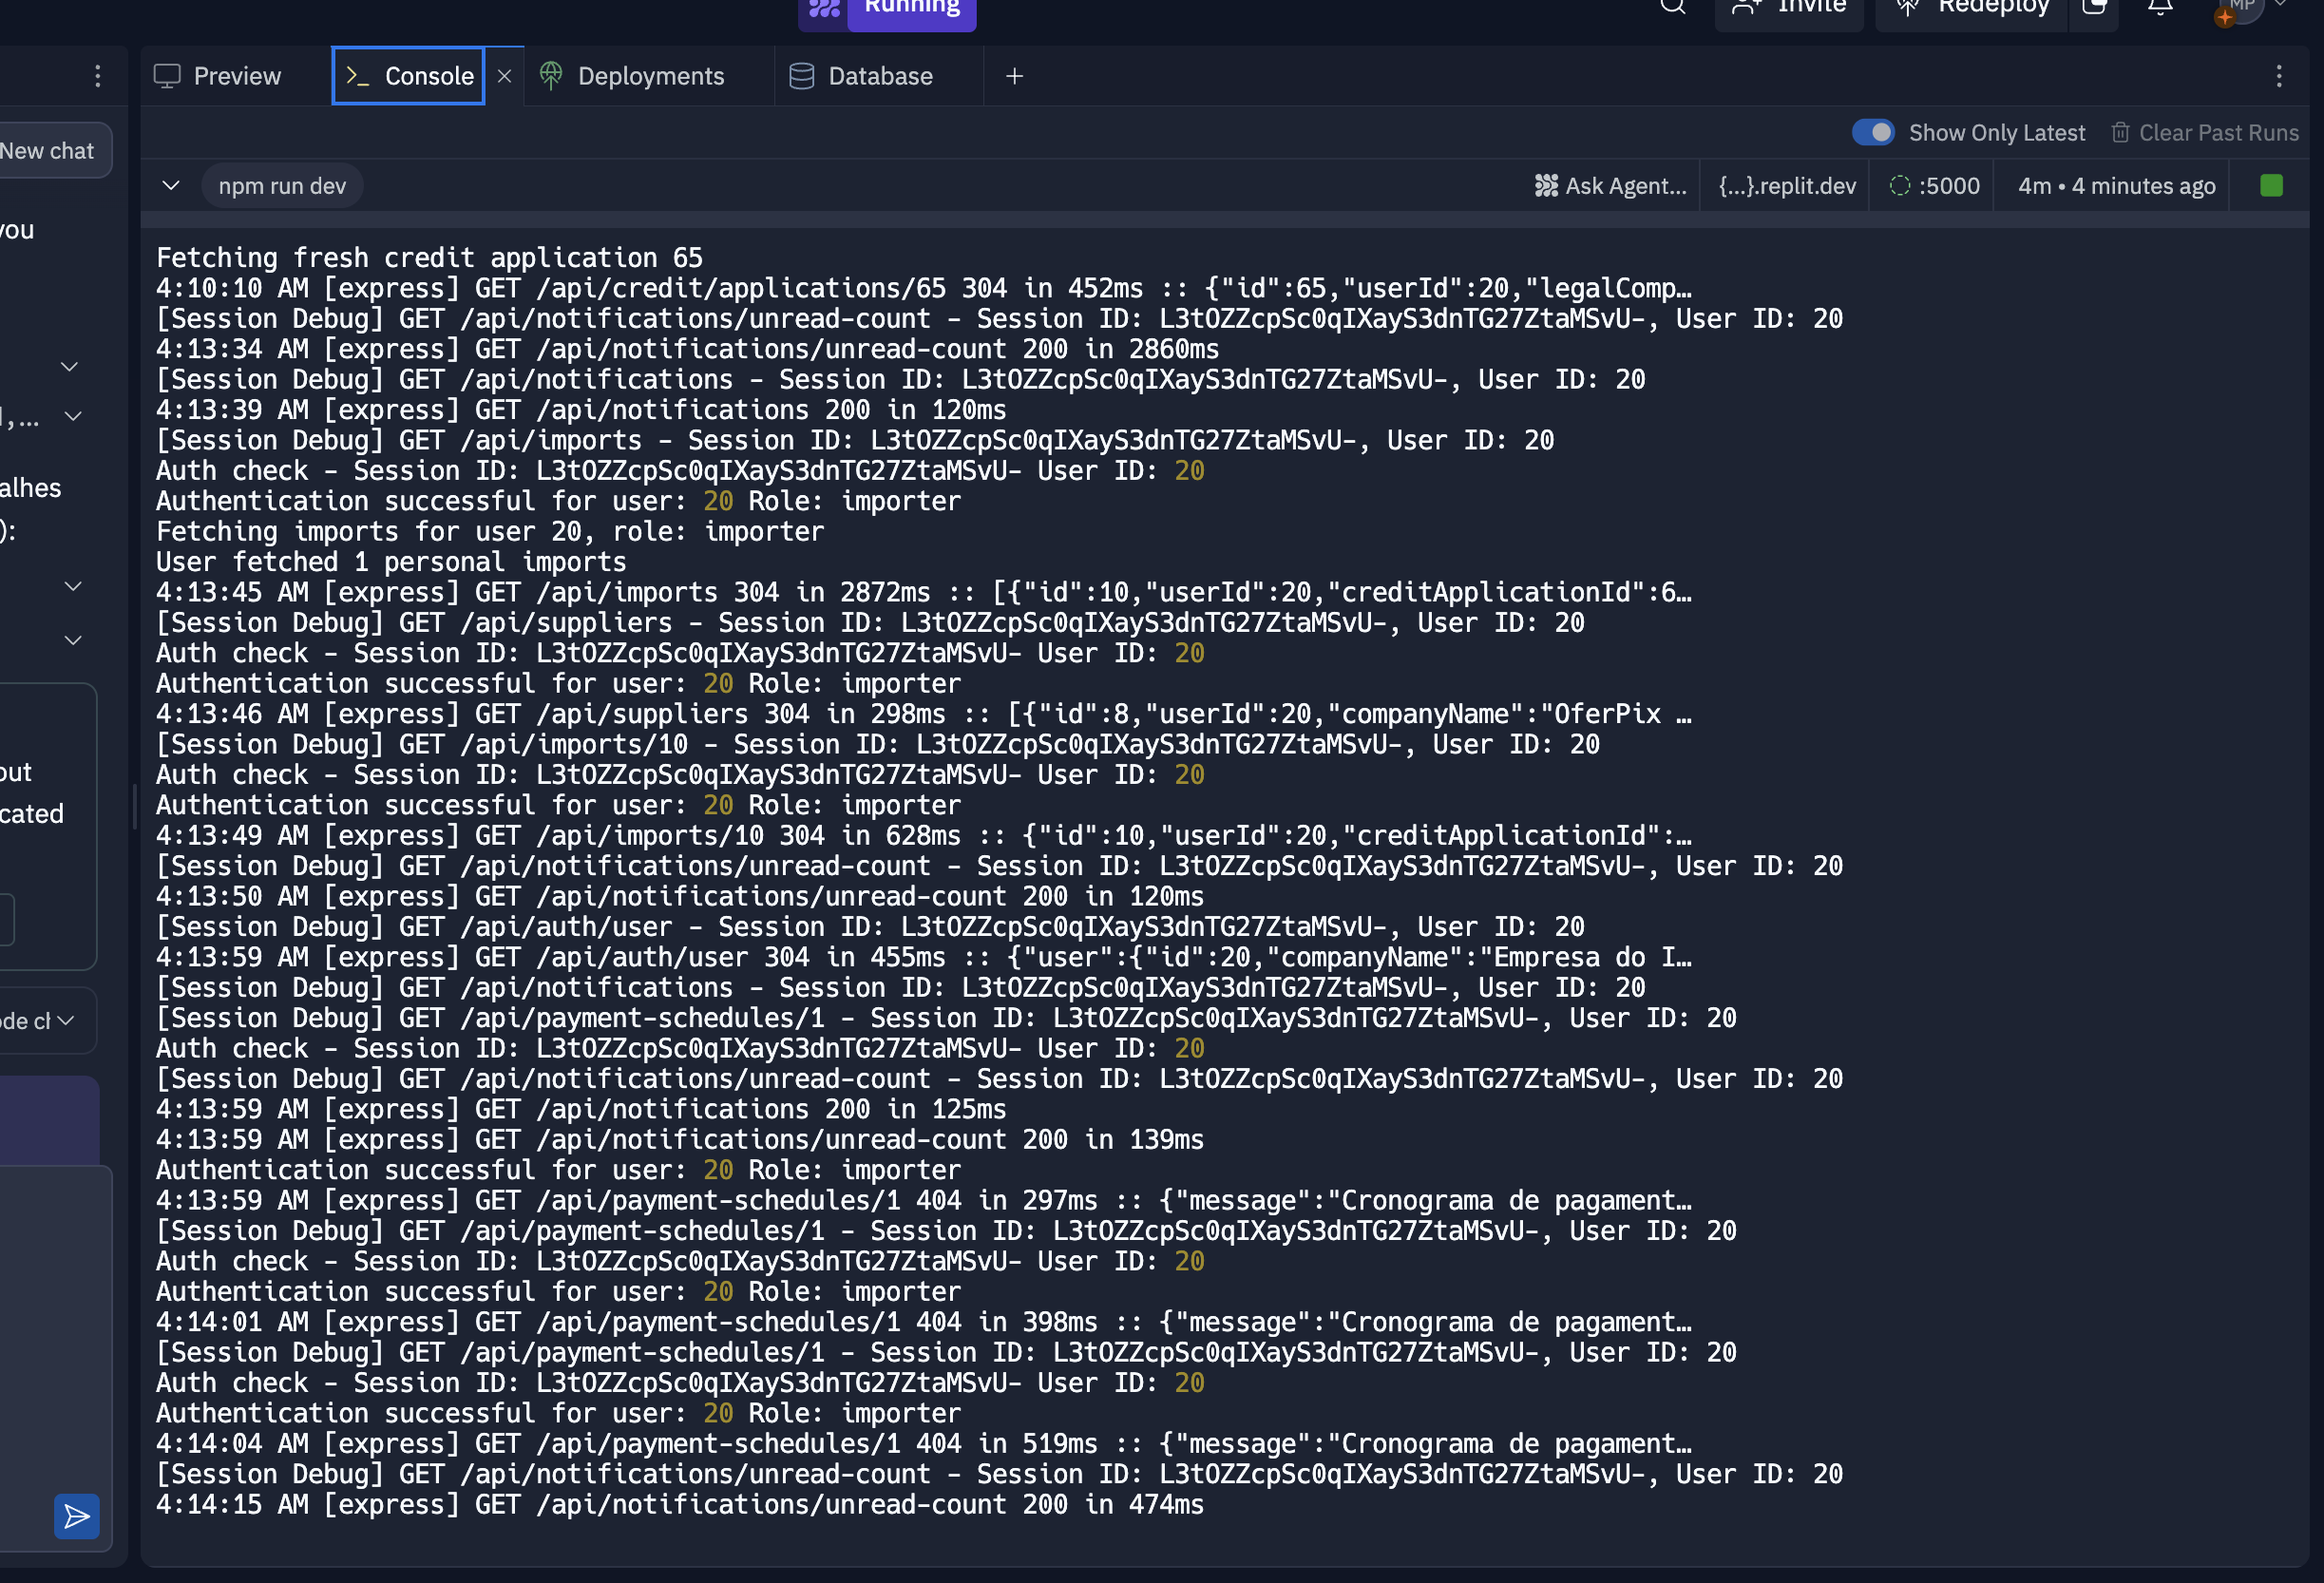 Running
Invite
Redeploy
MP
Preview
>_ Console
Deployments
Database
Show Only Latest
Clear Past Runs
New chat
npm run dev
Ask Agent...
{...}.replit.dev
:5000
4m • 4 minutes ago
you
alhes
):
out
cated
Fetching fresh credit application 65
4:10:10 AM [express] GET /api/credit/applications/65 304 in 452ms :: {"id":65,"userId":20,"legalComp…
[Session Debug] GET /api/notifications/unread-count - Session ID: L3tOZZcpSc0qIXayS3dnTG27ZtaMSvU-, User ID: 20
4:13:34 AM [express] GET /api/notifications/unread-count 200 in 2860ms
[Session Debug] GET /api/notifications - Session ID: L3tOZZcpSc0qIXayS3dnTG27ZtaMSvU-, User ID: 20
4:13:39 AM [express] GET /api/notifications 200 in 120ms
[Session Debug] GET /api/imports - Session ID: L3tOZZcpSc0qIXayS3dnTG27ZtaMSvU-, User ID: 20
Auth check - Session ID: L3tOZZcpSc0qIXayS3dnTG27ZtaMSvU- User ID: 20
Authentication successful for user: 20 Role: importer
Fetching imports for user 20, role: importer
User fetched 1 personal imports
4:13:45 AM [express] GET /api/imports 304 in 2872ms :: [{"id":10,"userId":20,"creditApplicationId":6…
[Session Debug] GET /api/suppliers - Session ID: L3tOZZcpSc0qIXayS3dnTG27ZtaMSvU-, User ID: 20
Auth check - Session ID: L3tOZZcpSc0qIXayS3dnTG27ZtaMSvU- User ID: 20
Authentication successful for user: 20 Role: importer
4:13:46 AM [express] GET /api/suppliers 304 in 298ms :: [{"id":8,"userId":20,"companyName":"OferPix …
[Session Debug] GET /api/imports/10 - Session ID: L3tOZZcpSc0qIXayS3dnTG27ZtaMSvU-, User ID: 20
Auth check - Session ID: L3tOZZcpSc0qIXayS3dnTG27ZtaMSvU- User ID: 20
Authentication successful for user: 20 Role: importer
4:13:49 AM [express] GET /api/imports/10 304 in 628ms :: {"id":10,"userId":20,"creditApplicationId":…
[Session Debug] GET /api/notifications/unread-count - Session ID: L3tOZZcpSc0qIXayS3dnTG27ZtaMSvU-, User ID: 20
4:13:50 AM [express] GET /api/notifications/unread-count 200 in 120ms
[Session Debug] GET /api/auth/user - Session ID: L3tOZZcpSc0qIXayS3dnTG27ZtaMSvU-, User ID: 20
4:13:59 AM [express] GET /api/auth/user 304 in 455ms :: {"user":{"id":20,"companyName":"Empresa do I…
[Session Debug] GET /api/notifications - Session ID: L3tOZZcpSc0qIXayS3dnTG27ZtaMSvU-, User ID: 20
[Session Debug] GET /api/payment-schedules/1 - Session ID: L3tOZZcpSc0qIXayS3dnTG27ZtaMSvU-, User ID: 20
Auth check - Session ID: L3tOZZcpSc0qIXayS3dnTG27ZtaMSvU- User ID: 20
[Session Debug] GET /api/notifications/unread-count - Session ID: L3tOZZcpSc0qIXayS3dnTG27ZtaMSvU-, User ID: 20
4:13:59 AM [express] GET /api/notifications 200 in 125ms
4:13:59 AM [express] GET /api/notifications/unread-count 200 in 139ms
Authentication successful for user: 20 Role: importer
4:13:59 AM [express] GET /api/payment-schedules/1 404 in 297ms :: {"message":"Cronograma de pagament…
[Session Debug] GET /api/payment-schedules/1 - Session ID: L3tOZZcpSc0qIXayS3dnTG27ZtaMSvU-, User ID: 20
Auth check - Session ID: L3tOZZcpSc0qIXayS3dnTG27ZtaMSvU- User ID: 20
Authentication successful for user: 20 Role: importer
4:14:01 AM [express] GET /api/payment-schedules/1 404 in 398ms :: {"message":"Cronograma de pagament…
[Session Debug] GET /api/payment-schedules/1 - Session ID: L3tOZZcpSc0qIXayS3dnTG27ZtaMSvU-, User ID: 20
Auth check - Session ID: L3tOZZcpSc0qIXayS3dnTG27ZtaMSvU- User ID: 20
Authentication successful for user: 20 Role: importer
4:14:04 AM [express] GET /api/payment-schedules/1 404 in 519ms :: {"message":"Cronograma de pagament…
[Session Debug] GET /api/notifications/unread-count - Session ID: L3tOZZcpSc0qIXayS3dnTG27ZtaMSvU-, User ID: 20
4:14:15 AM [express] GET /api/notifications/unread-count 200 in 474ms